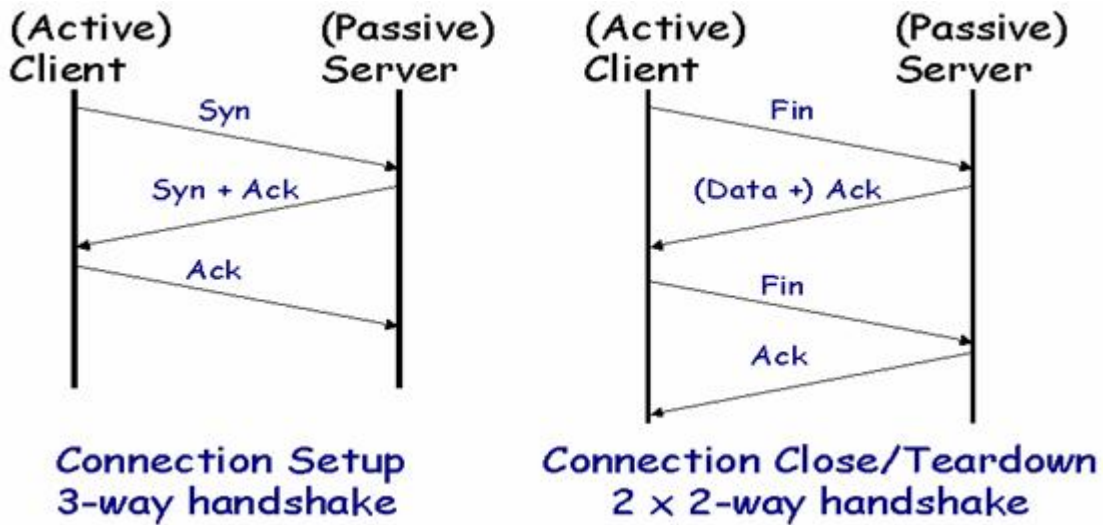 (Active)
Client
(Passive)
Server
Syn
Syn + Ack
Ack
Connection Setup
3-way handshake
(Active)
Client
(Passive)
Server
Fin
(Data +) Ack
Fin
Ack
Connection Close/Teardown
2 x 2-way handshake